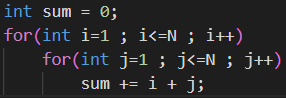 int sum = 0;
for(int i=1 ; i<=N ; i++)
    for(int j=1 ; j<=N ; j++)
        sum += i + j;